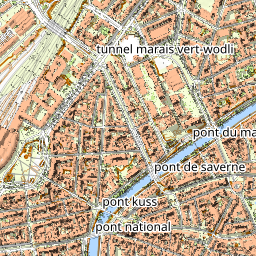 tunnel marais vert-wodli
pont du ma
pont de saverne
pont kuss
pont national